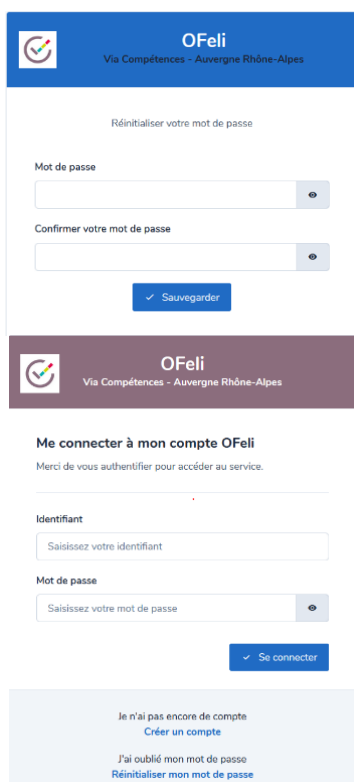 OFeli
Via Compétences - Auvergne Rhône-Alpes
Réinitialiser votre mot de passe
Mot de passe
Confirmer votre mot de passe
Sauvegarder
OFeli
Via Compétences - Auvergne Rhône-Alpes
Me connecter à mon compte OFeli
Merci de vous authentifier pour accéder au service.
Identifiant
Saisissez votre identifiant
Mot de passe
Saisissez votre mot de passe
Se connecter
Je n'ai pas encore de compte
Créer un compte
J'ai oublié mon mot de passe
Réinitialiser mon mot de passe